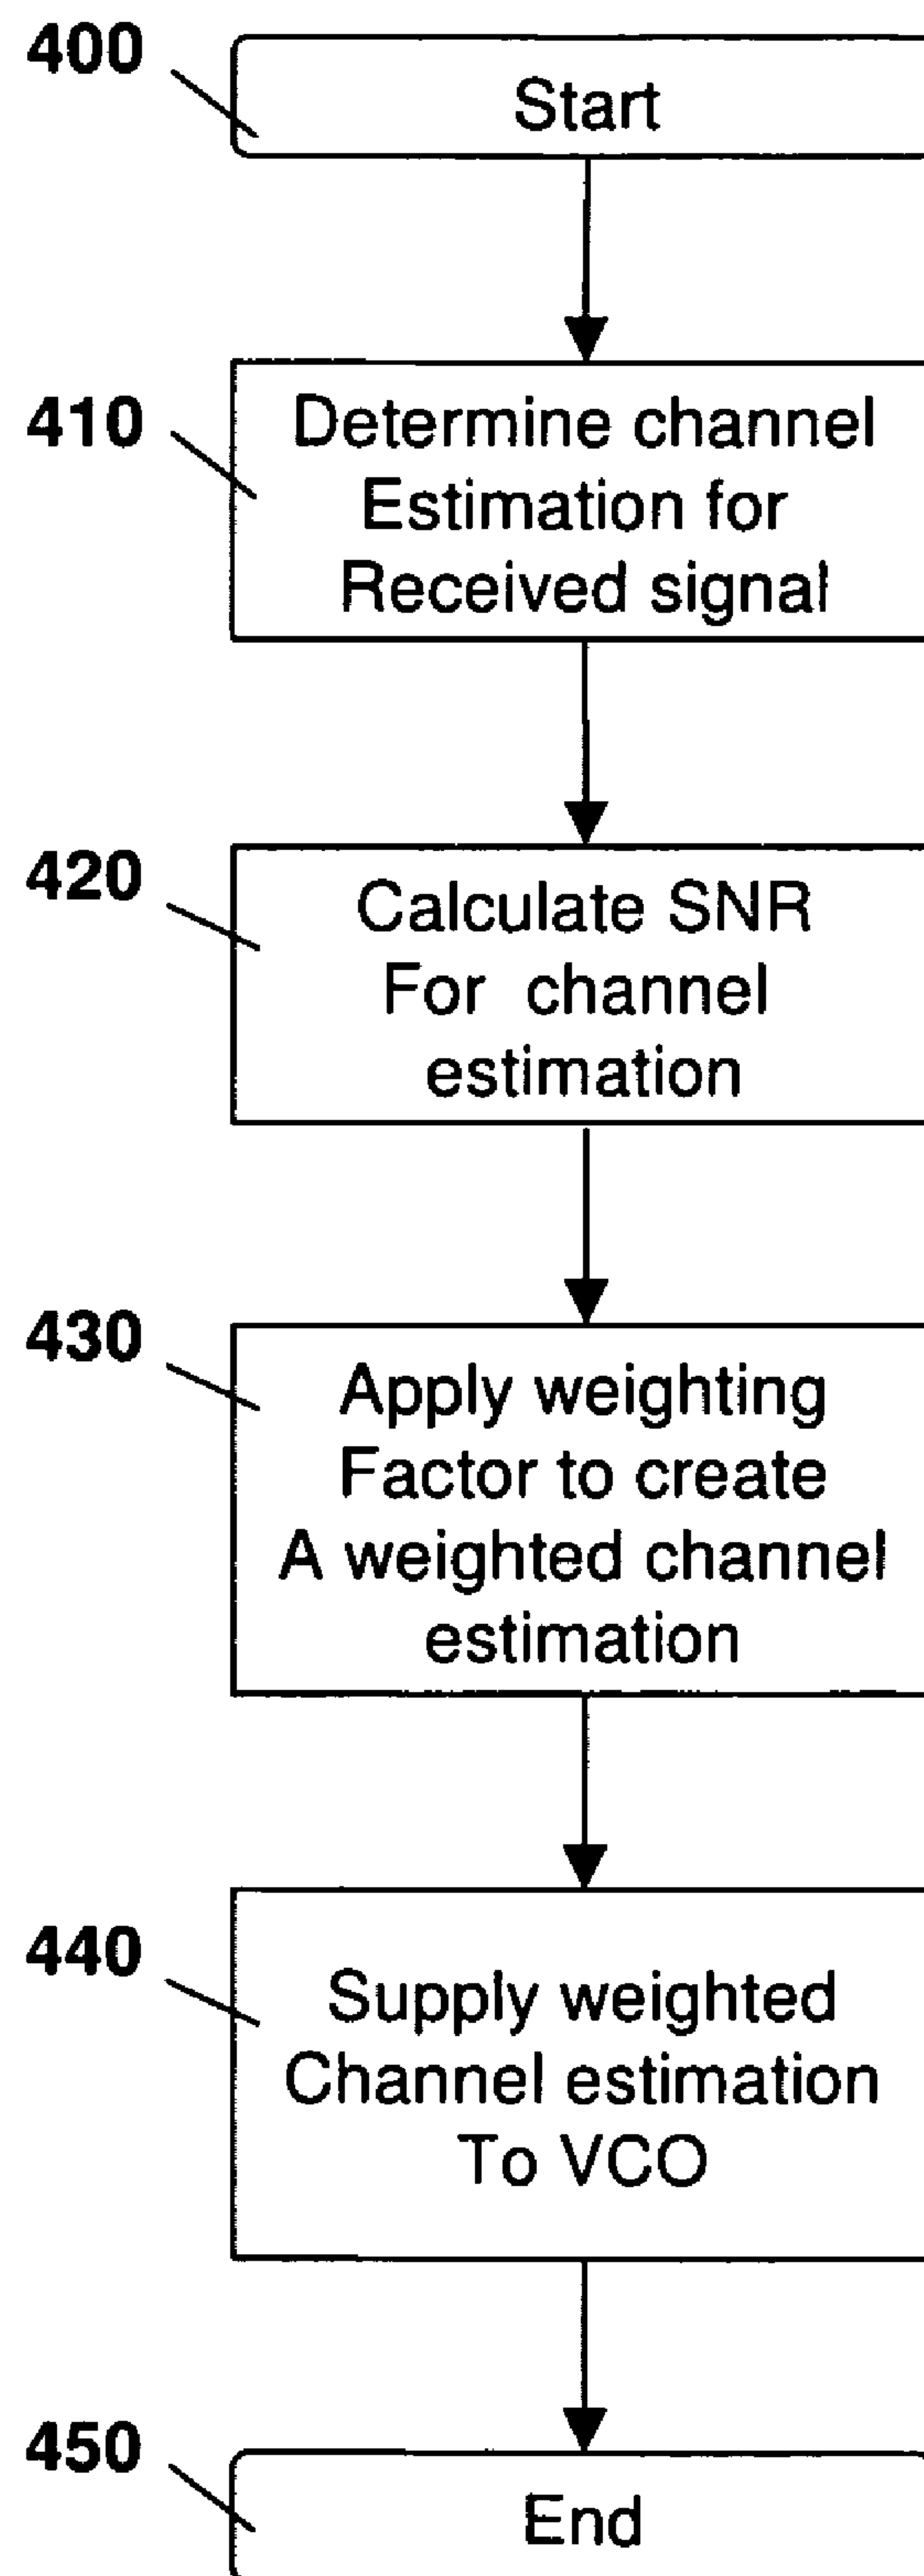 400
Start
410
Determine channel
Estimation for
Received signal
420
Calculate SNR
For channel
estimation
430
Apply weighting
Factor to create
A weighted channel
estimation
440
Supply weighted
Channel estimation
To VCO
450
End